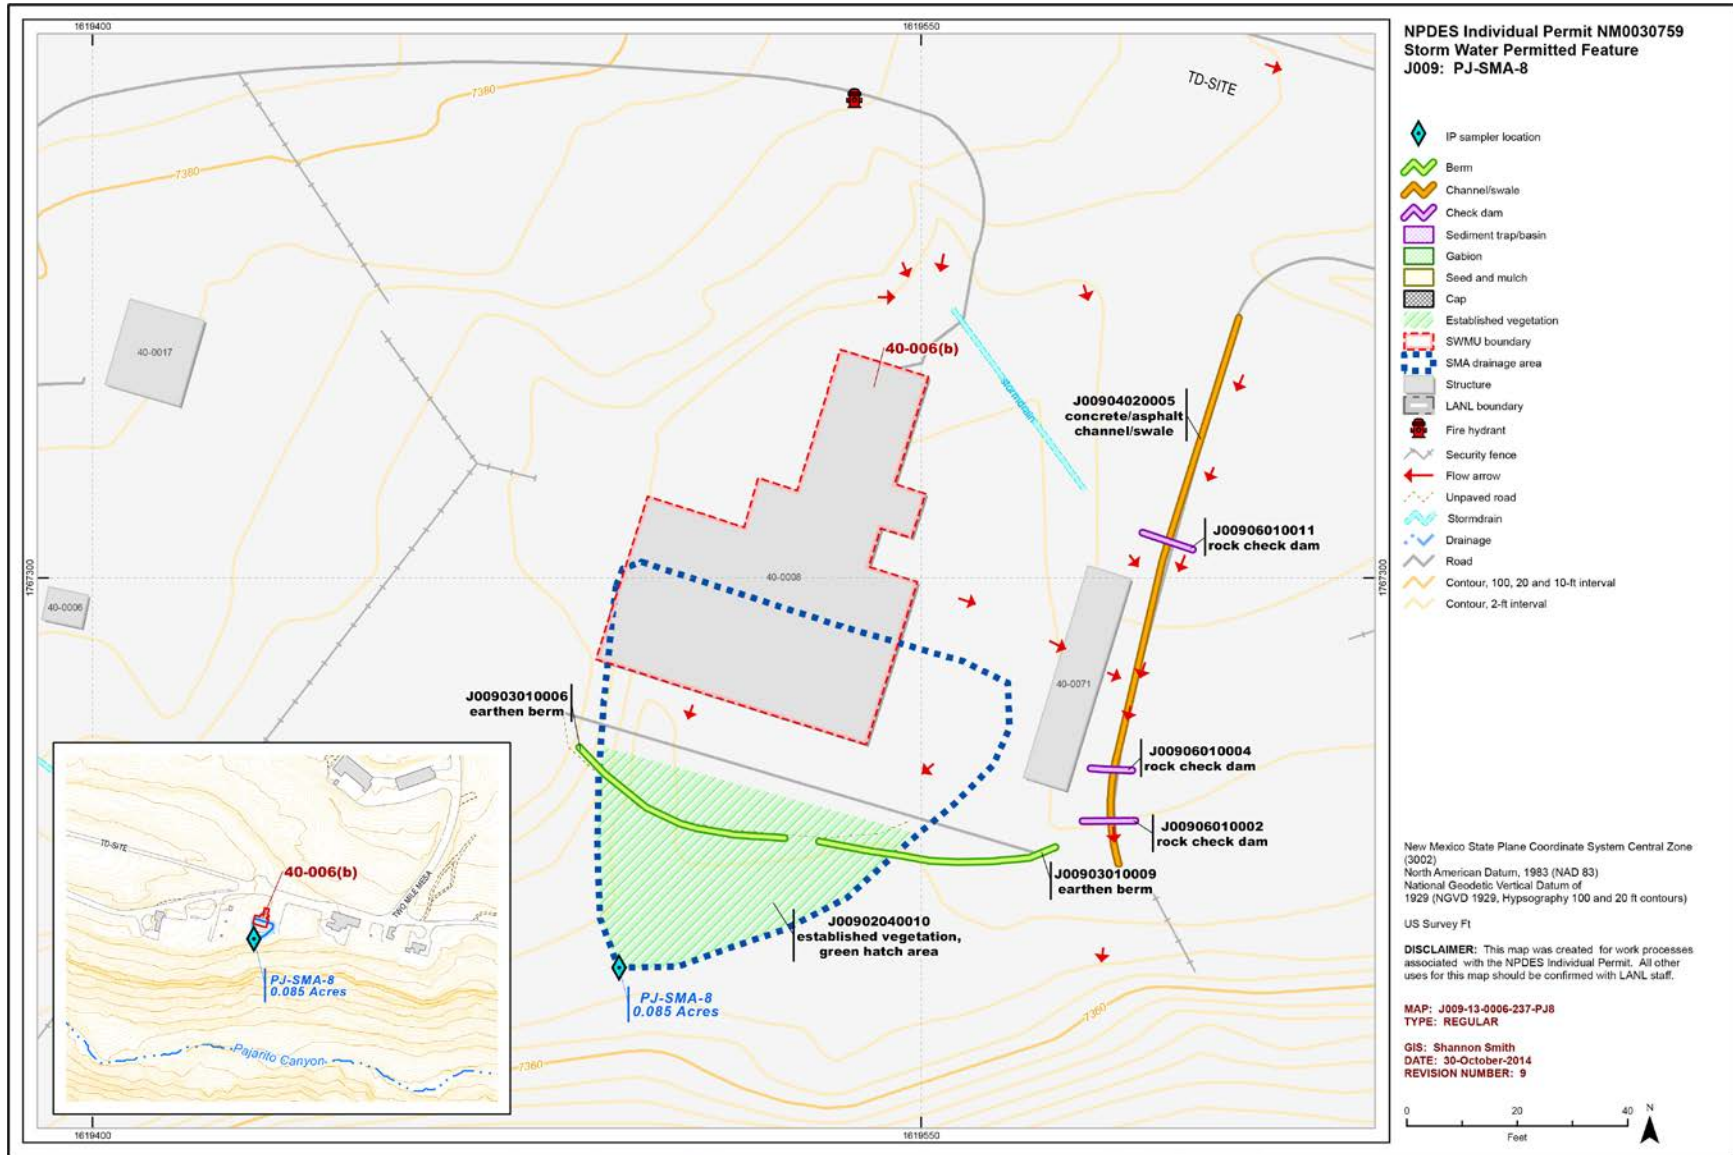 1619400
1619550
NPDES Individual Permit NM0030759
Storm Water Permitted Feature
J009: PJ-SMA-8
TD-SITE
7380
7380
IP sampler location
Berm
Channel/swale
Check dam
Sediment trap/basin
Gabion
Seed and mulch
Cap
Established vegetation
SWMU boundary
SMA drainage area
Structure
LANL boundary
Fire hydrant
Security fence
Flow arrow
Unpaved road
Stormdrain
Drainage
Road
Contour, 100, 20 and 10-ft interval
Contour, 2-ft interval
40-0017
40-006(b)
stormdrain
J00904020005
concrete/asphalt
channel/swale
J00906010011
rock check dam
1767300
1767300
40-0008
40-0006
40-0071
J00903010006
earthen berm
J00906010004
rock check dam
J00906010002
rock check dam
J00903010009
earthen berm
J00902040010
established vegetation,
green hatch area
PJ-SMA-8
0.085 Acres
7360
7360
TD-SITE
40-006(b)
TWO MILE MESA
PJ-SMA-8
0.085 Acres
Pajarito Canyon
1619400
1619550
New Mexico State Plane Coordinate System Central Zone
(3002)
North American Datum, 1983 (NAD 83)
National Geodetic Vertical Datum of
1929 (NGVD 1929, Hypsography 100 and 20 ft contours)
US Survey Ft
DISCLAIMER: This map was created for work processes
associated with the NPDES Individual Permit. All other
uses for this map should be confirmed with LANL staff.
MAP: J009-13-0006-237-PJ8
TYPE: REGULAR
GIS: Shannon Smith
DATE: 30-October-2014
REVISION NUMBER: 9
0 20 40
Feet
N